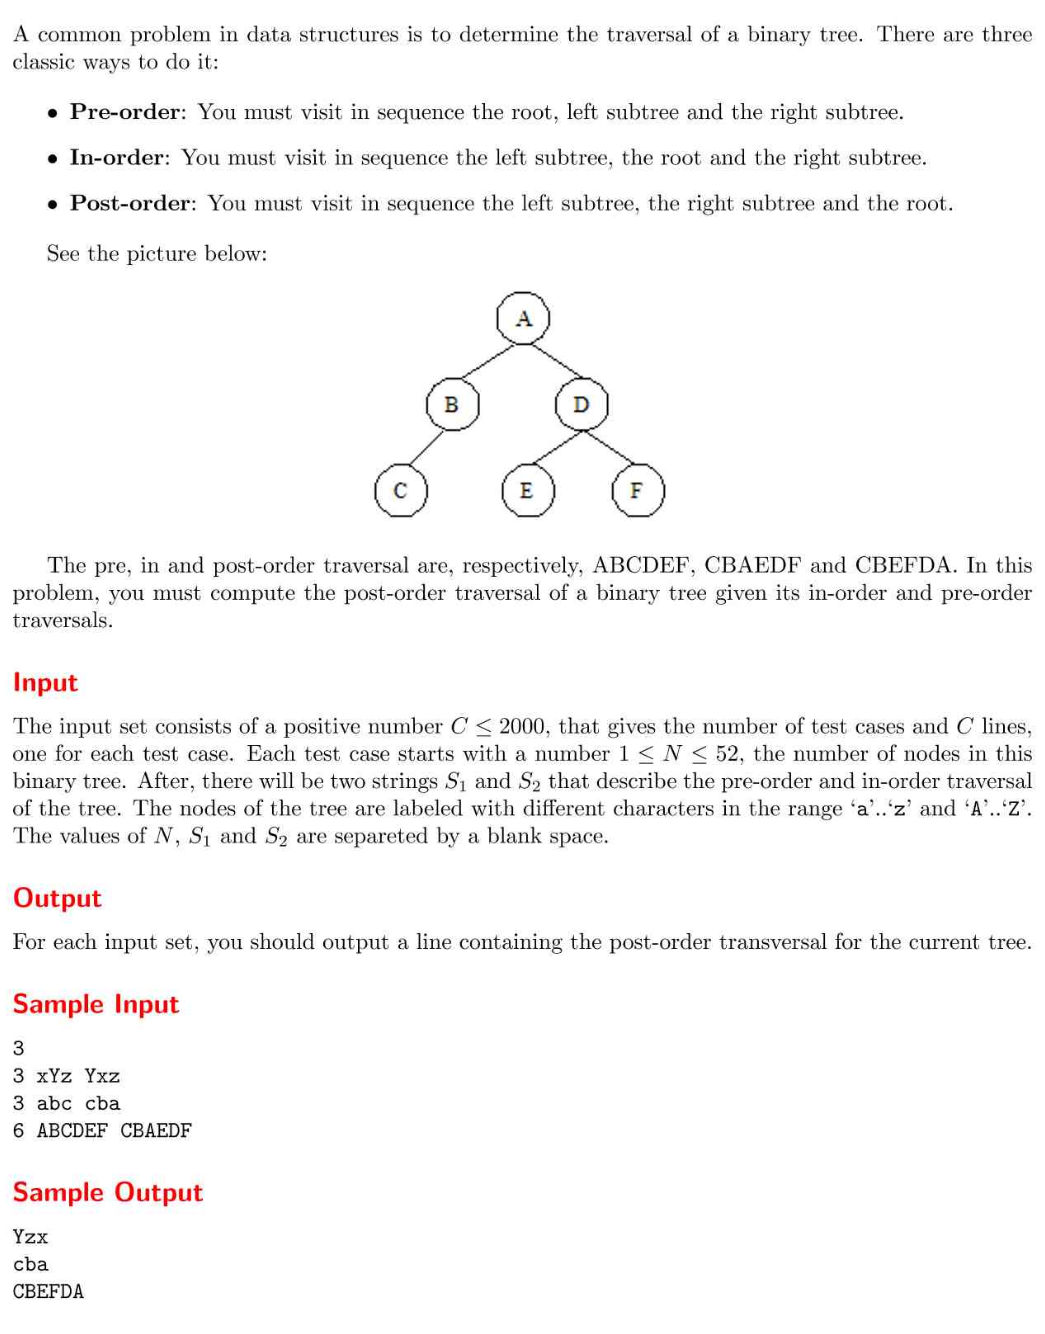 A common problem in data structures is to determine the traversal of a binary tree. There are three
classic ways to do it:
• Pre-order: You must visit in sequence the root, left subtree and the right subtree.
• In-order: You must visit in sequence the left subtree, the root and the right subtree.
• Post-order: You must visit in sequence the left subtree, the right subtree and the root.
See the picture below:
A
B D
C E F
The pre, in and post-order traversal are, respectively, ABCDEF, CBAEDF and CBEFDA. In this
problem, you must compute the post-order traversal of a binary tree given its in-order and pre-order
traversals.
Input
The input set consists of a positive number C ≤ 2000, that gives the number of test cases and C lines,
one for each test case. Each test case starts with a number 1 ≤ N ≤ 52, the number of nodes in this
binary tree. After, there will be two strings S₁ and S₂ that describe the pre-order and in-order traversal
of the tree. The nodes of the tree are labeled with different characters in the range ‘a’..‘z’ and ‘A’..‘Z’.
The values of N, S₁ and S₂ are separeted by a blank space.
Output
For each input set, you should output a line containing the post-order transversal for the current tree.
Sample Input
3
3 xYz Yxz
3 abc cba
6 ABCDEF CBAEDF
Sample Output
Yzx
cba
CBEFDA